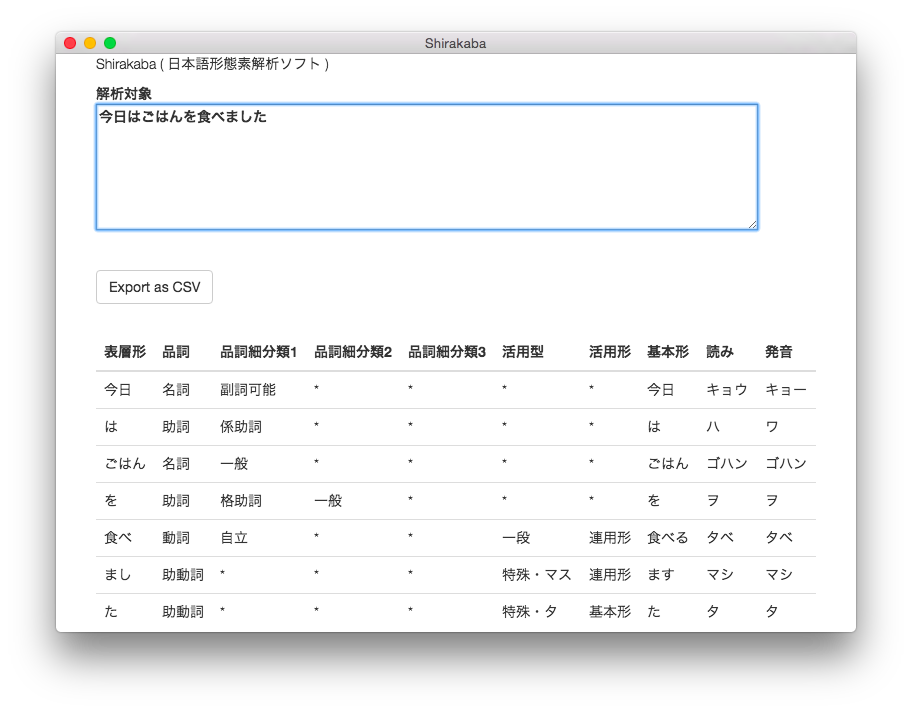 Shirakaba
Shirakaba ( 日本語形態素解析ソフト )
解析対象
今日はごはんを食べました
Export as CSV
表層形 品詞 品詞細分類1 品詞細分類2 品詞細分類3 活用型 活用形 基本形 読み 発音
今日 名詞 副詞可能 * * * * 今日 キョウ キョー
は 助詞 係助詞 * * * * は ハ ワ
ごはん 名詞 一般 * * * * ごはん ゴハン ゴハン
を 助詞 格助詞 一般 * * * を ヲ ヲ
食べ 動詞 自立 * * 一段 連用形 食べる タベ タベ
まし 助動詞 * * * 特殊・マス 連用形 ます マシ マシ
た 助動詞 * * * 特殊・タ 基本形 た タ タ